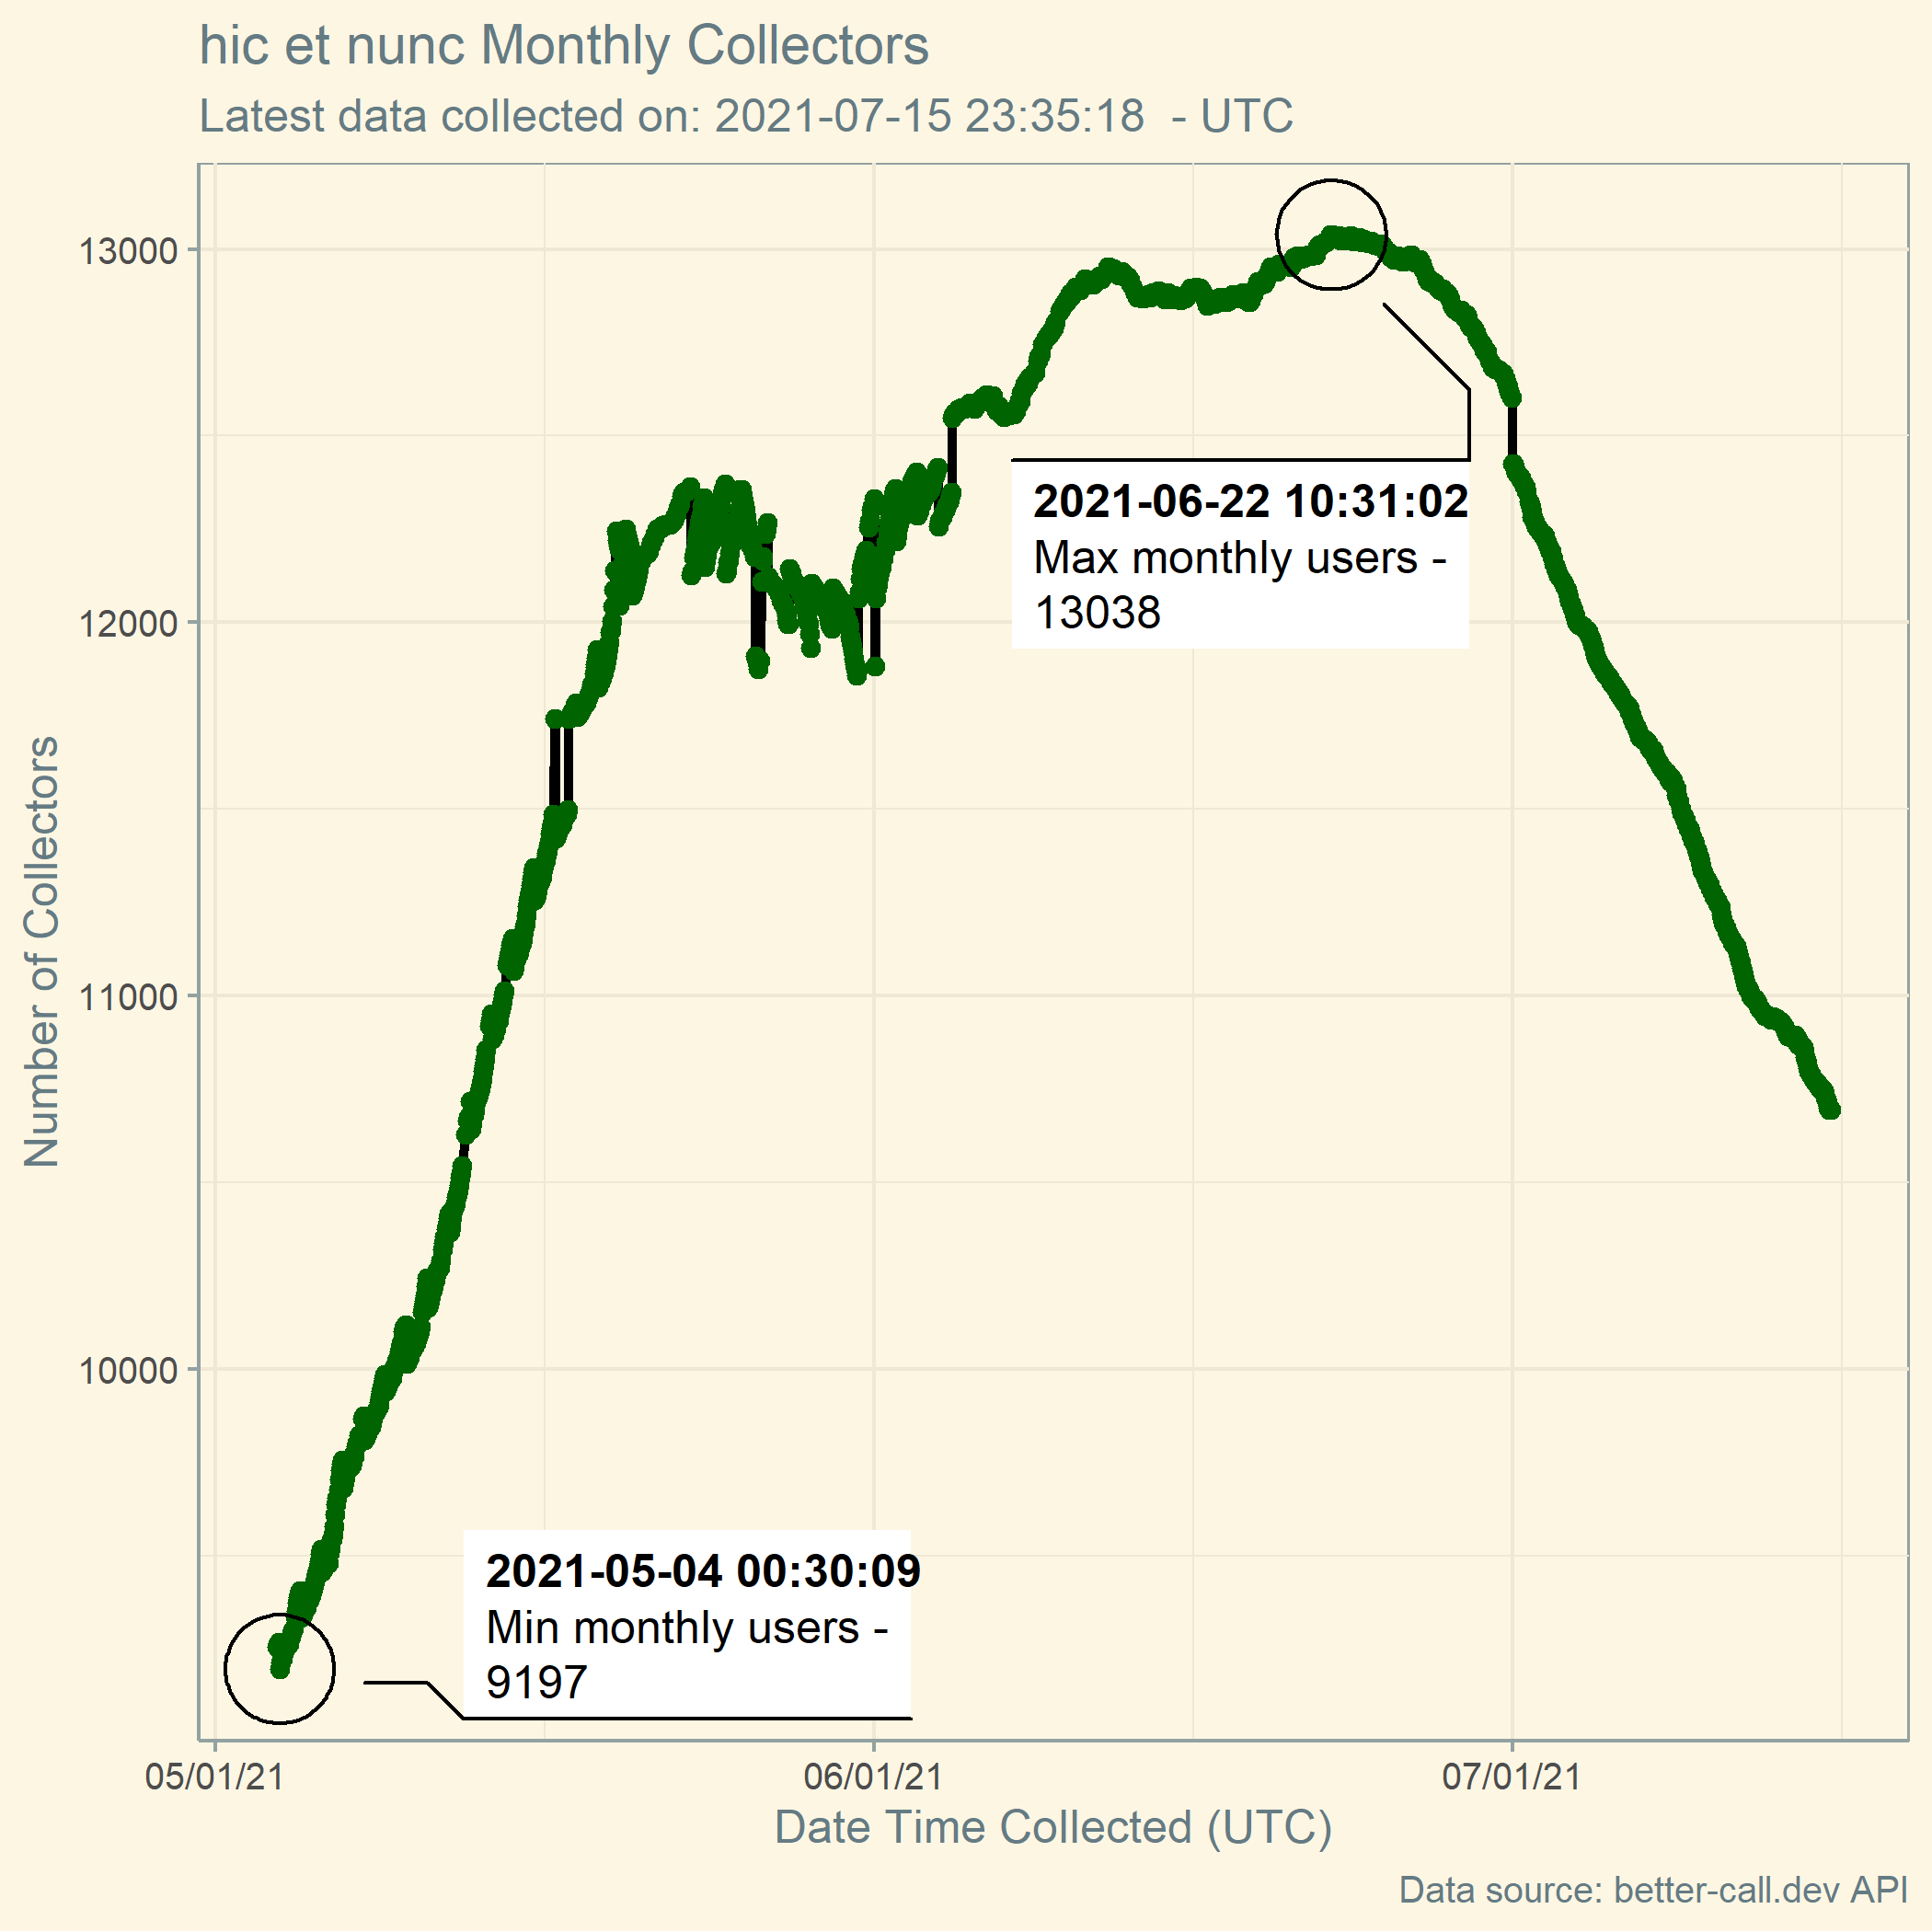 hic et nunc Monthly Collectors
Latest data collected on: 2021-07-15 23:35:18 - UTC
13000
12000
11000
10000
Number of Collectors
2021-06-22 10:31:02
Max monthly users -
13038
2021-05-04 00:30:09
Min monthly users -
9197
05/01/21
06/01/21
07/01/21
Date Time Collected (UTC)
Data source: better-call.dev API